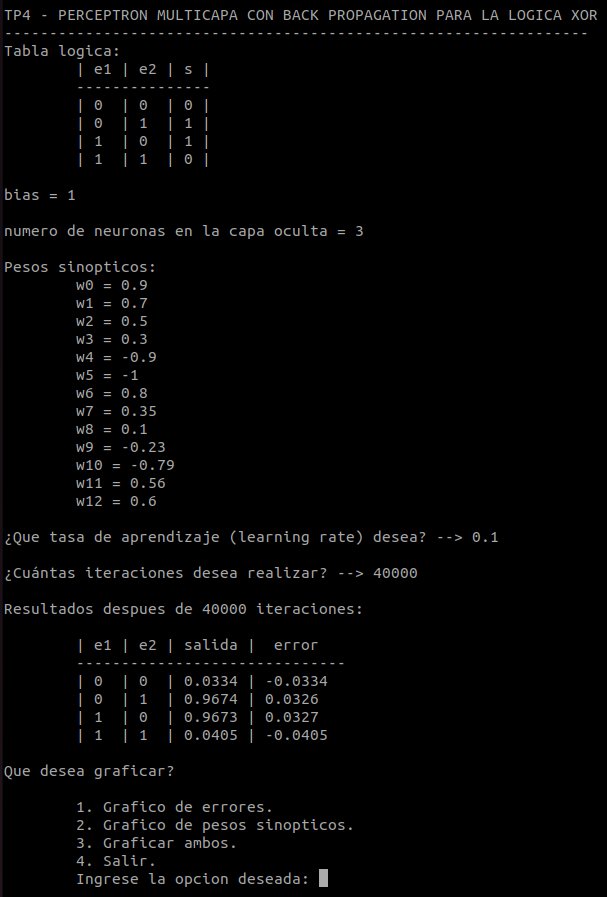 TP4 - PERCEPTRON MULTICAPA CON BACK PROPAGATION PARA LA LOGICA XOR
-----------------------------------------------------------------
Tabla logica:
| e1 | e2 | s |
---------------
| 0 | 0 | 0 |
| 0 | 1 | 1 |
| 1 | 0 | 1 |
| 1 | 1 | 0 |
bias = 1
numero de neuronas en la capa oculta = 3
Pesos sinopticos:
w0 = 0.9
w1 = 0.7
w2 = 0.5
w3 = 0.3
w4 = -0.9
w5 = -1
w6 = 0.8
w7 = 0.35
w8 = 0.1
w9 = -0.23
w10 = -0.79
w11 = 0.56
w12 = 0.6
¿Que tasa de aprendizaje (learning rate) desea? --> 0.1
¿Cuántas iteraciones desea realizar? --> 40000
Resultados despues de 40000 iteraciones:
| e1 | e2 | salida | error
------------------------------
| 0 | 0 | 0.0334 | -0.0334
| 0 | 1 | 0.9674 | 0.0326
| 1 | 0 | 0.9673 | 0.0327
| 1 | 1 | 0.0405 | -0.0405
Que desea graficar?
1. Grafico de errores.
2. Grafico de pesos sinopticos.
3. Graficar ambos.
4. Salir.
Ingrese la opcion deseada: